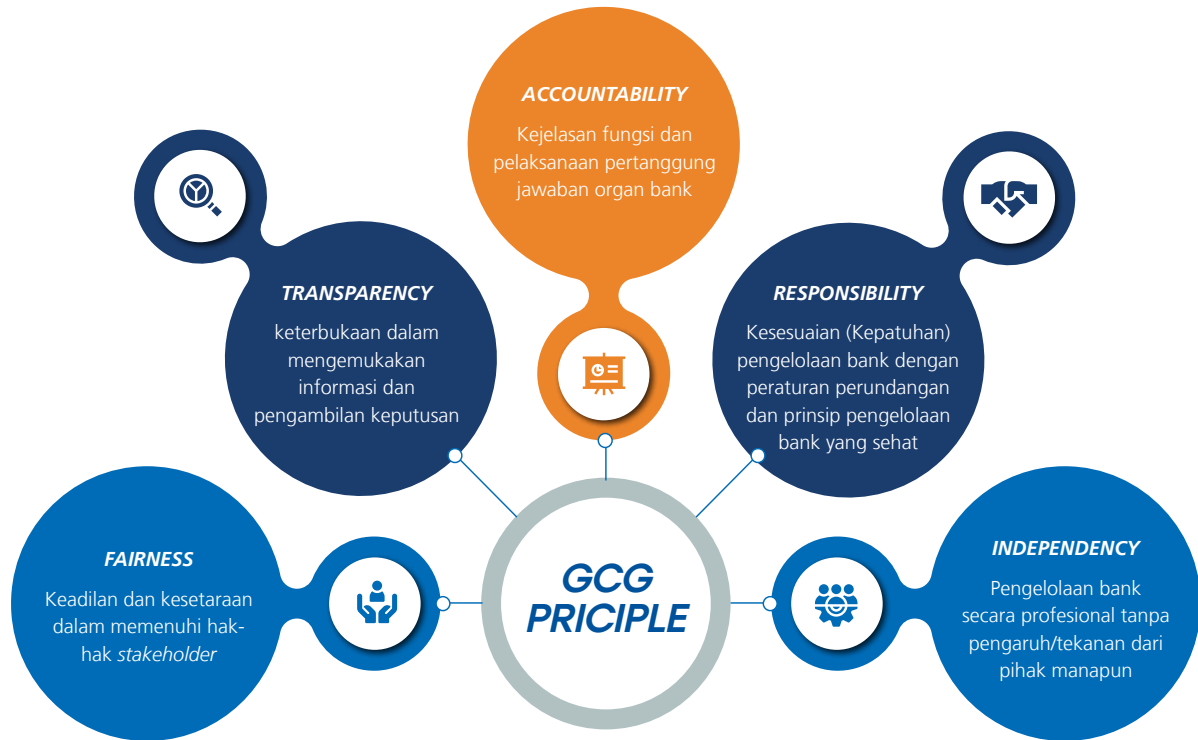 ACCOUNTABILITY
Kejelasan fungsi dan
pelaksanaan pertanggung
jawaban organ bank
TRANSPARENCY
keterbukaan dalam
mengemukakan
informasi dan
pengambilan keputusan
RESPONSIBILITY
Kesesuaian (Kepatuhan)
pengelolaan bank dengan
peraturan perundangan
dan prinsip pengelolaan
bank yang sehat
FAIRNESS
Keadilan dan kesetaraan
dalam memenuhi hak-
hak stakeholder
GCG
PRICIPLE
INDEPENDENCY
Pengelolaan bank
secara profesional tanpa
pengaruh/tekanan dari
pihak manapun